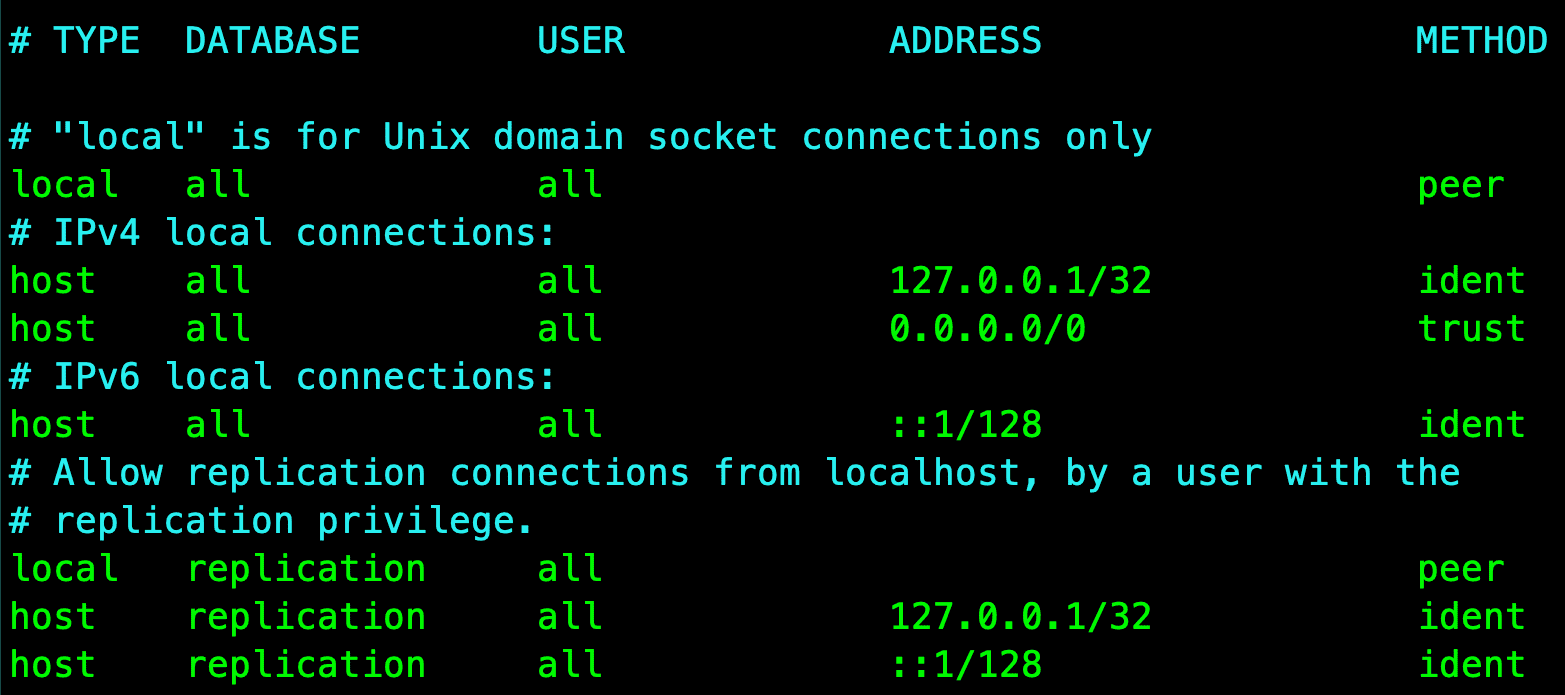 # TYPE  DATABASE        USER            ADDRESS                 METHOD
# "local" is for Unix domain socket connections only
local   all             all                                     peer
# IPv4 local connections:
host    all             all             127.0.0.1/32            ident
host    all             all             0.0.0.0/0               trust
# IPv6 local connections:
host    all             all             ::1/128                 ident
# Allow replication connections from localhost, by a user with the
# replication privilege.
local   replication     all                                     peer
host    replication     all             127.0.0.1/32            ident
host    replication     all             ::1/128                 ident